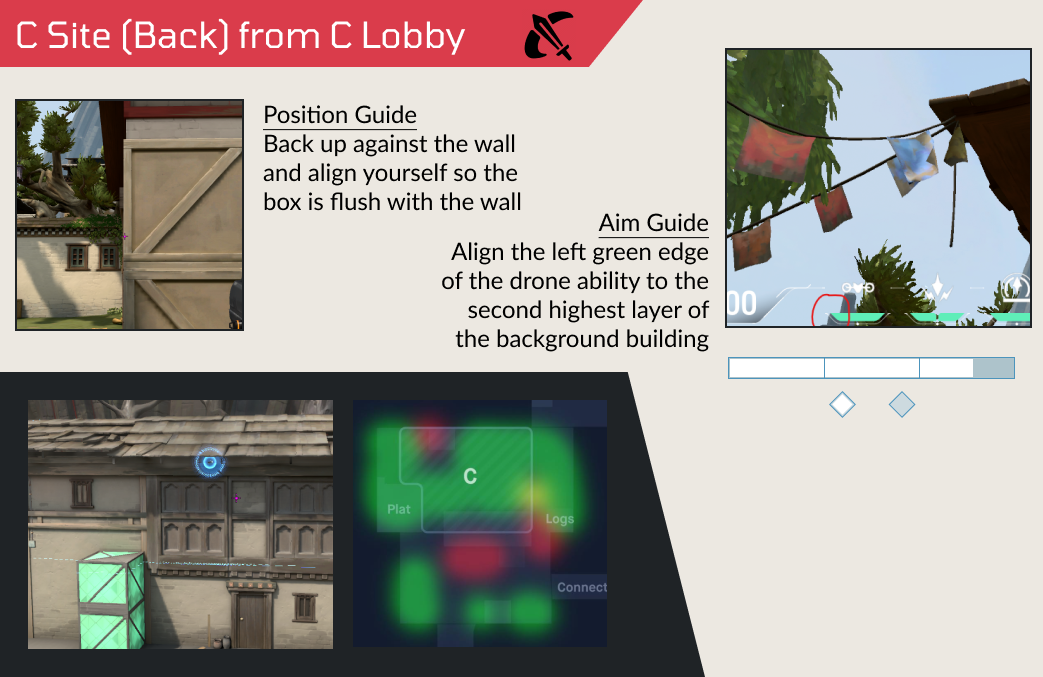 C Site (Back) from C Lobby
Position Guide
Back up against the wall
and align yourself so the
box is flush with the wall
Aim Guide
Align the left green edge
of the drone ability to the
second highest layer of
the background building
00
C
Plat
Logs
Connect